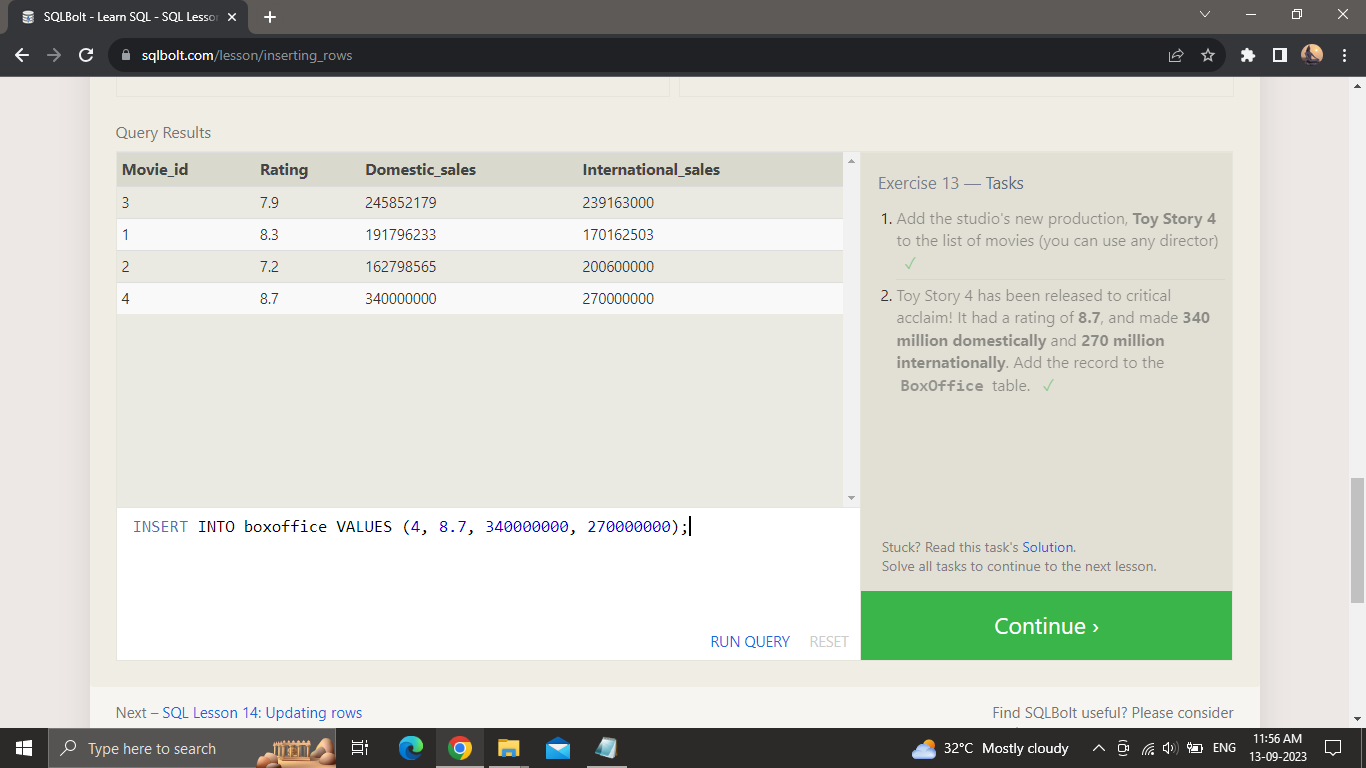 SQLBolt - Learn SQL - SQL Lesson
sqlbolt.com/lesson/inserting_rows
Query Results
Movie_id Rating Domestic_sales International_sales
3 7.9 245852179 239163000
1 8.3 191796233 170162503
2 7.2 162798565 200600000
4 8.7 340000000 270000000
Exercise 13 — Tasks
1. Add the studio's new production, Toy Story 4
to the list of movies (you can use any director)
✓
2. Toy Story 4 has been released to critical
acclaim! It had a rating of 8.7, and made 340
million domestically and 270 million
internationally. Add the record to the
BoxOffice table. ✓
INSERT INTO boxoffice VALUES (4, 8.7, 340000000, 270000000);
RUN QUERY RESET
Stuck? Read this task's Solution.
Solve all tasks to continue to the next lesson.
Continue ›
Next – SQL Lesson 14: Updating rows
Find SQLBolt useful? Please consider
Type here to search
32°C Mostly cloudy
ENG
11:56 AM
13-09-2023